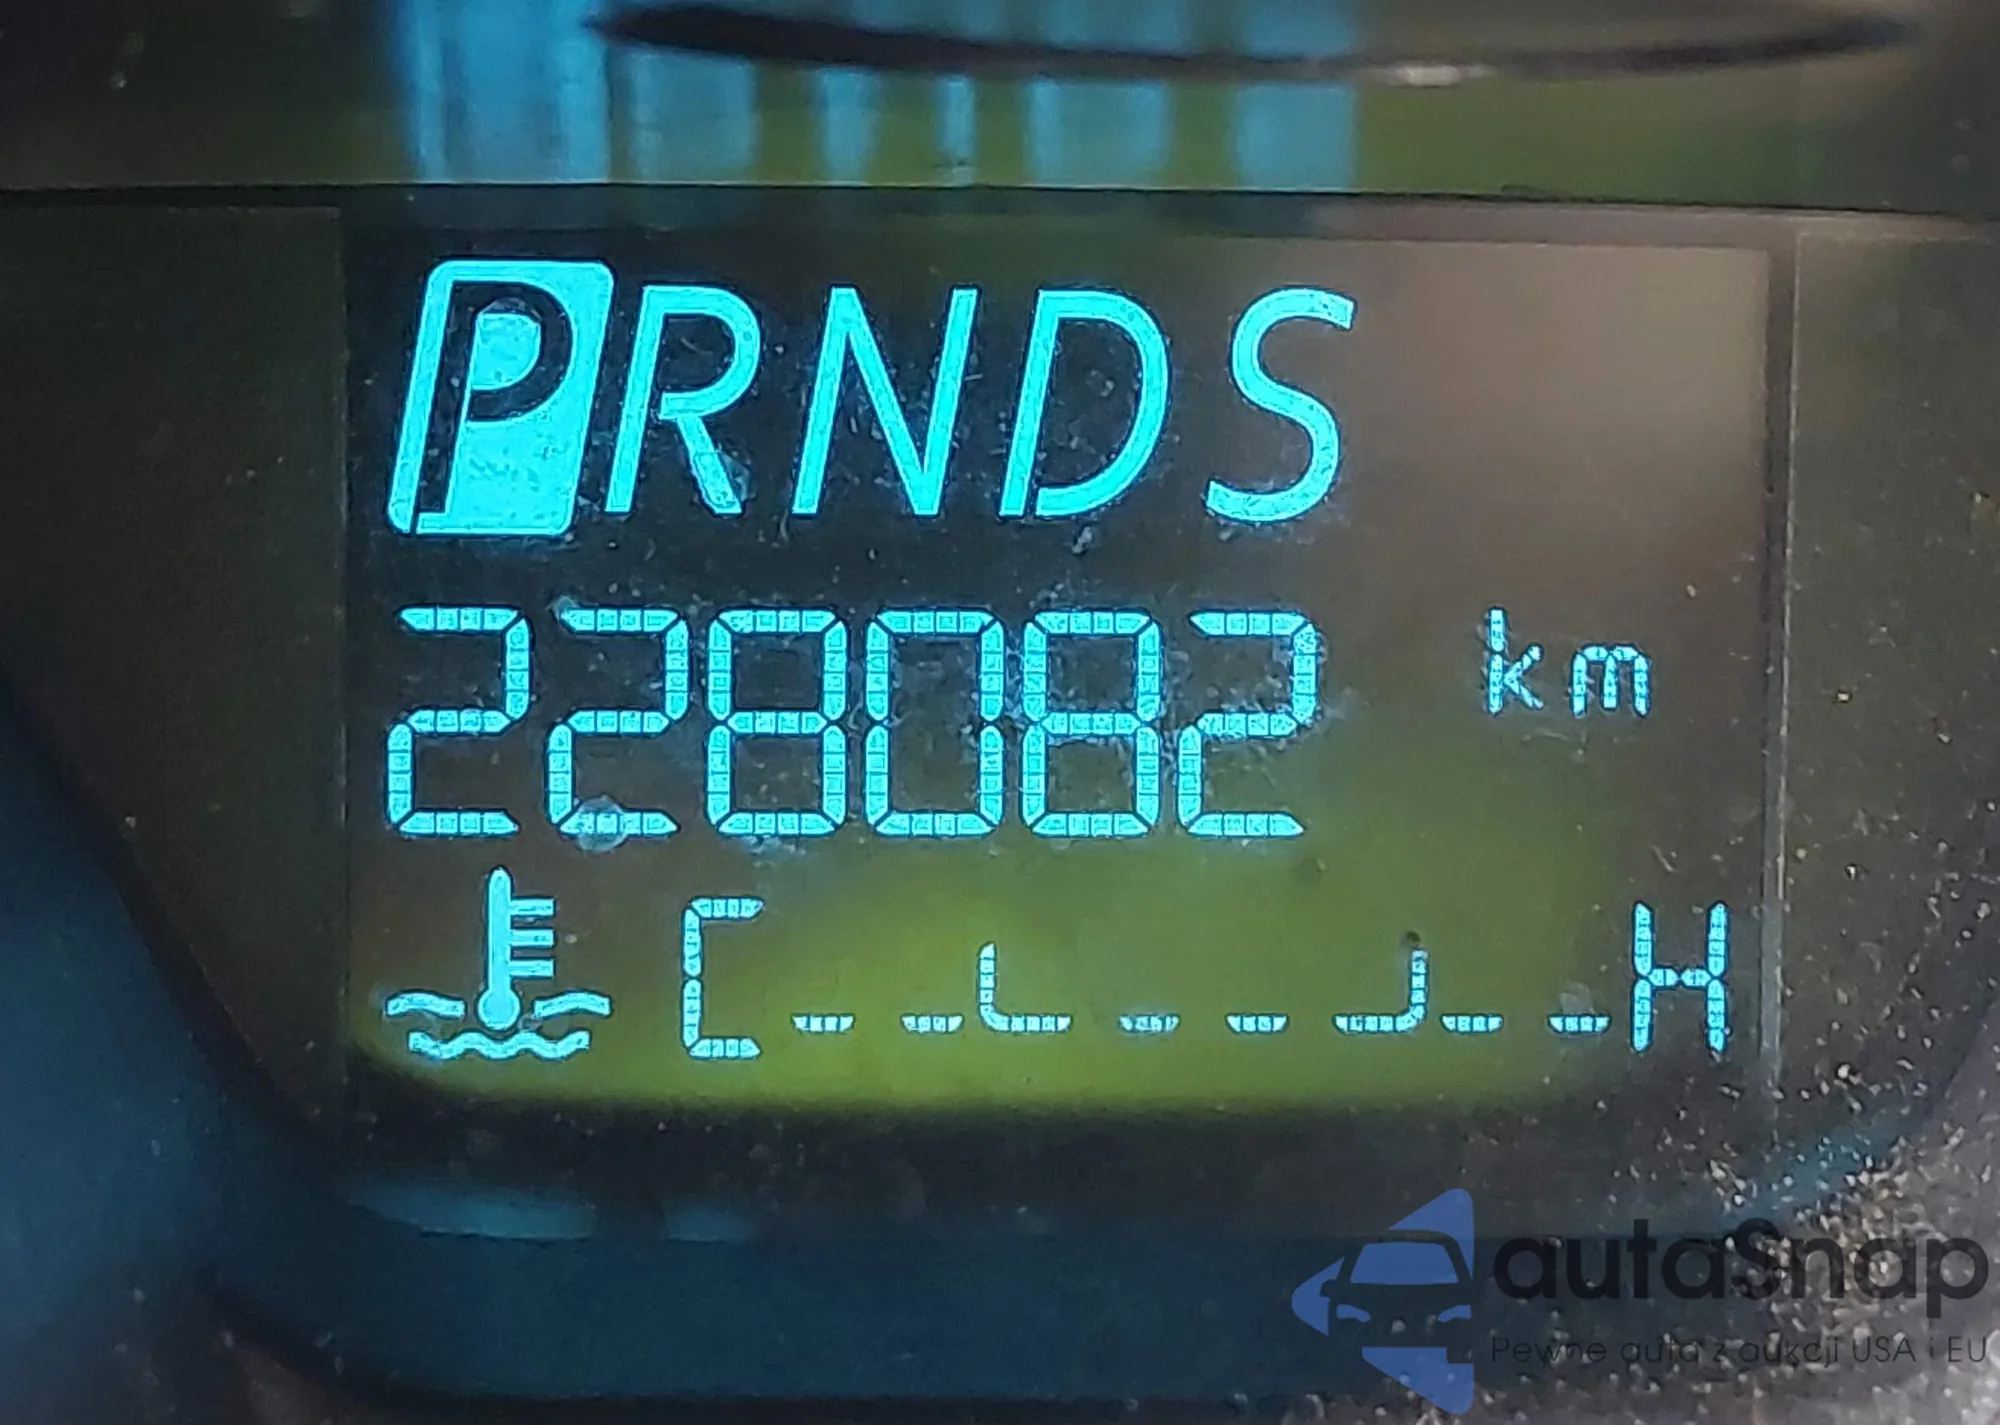 PRNDS
228082 km
C H
autaSnap
Pewne auta z aukcji USA i EU